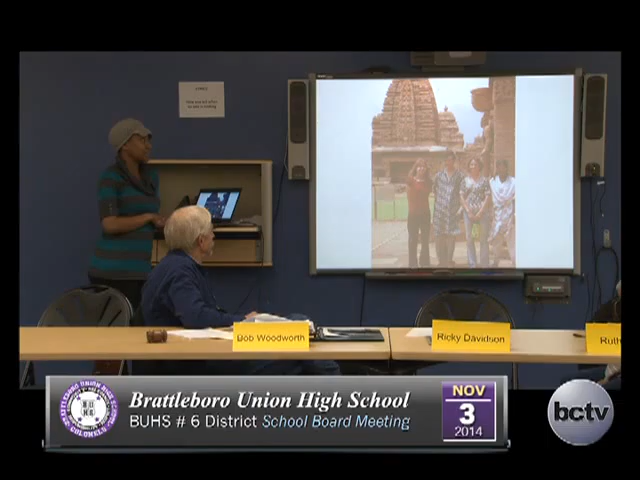 Bob Woodworth
Ricky Davidson
Ruth
Brattleboro Union High School
BUHS # 6 District School Board Meeting
NOV
3
2014
bctv